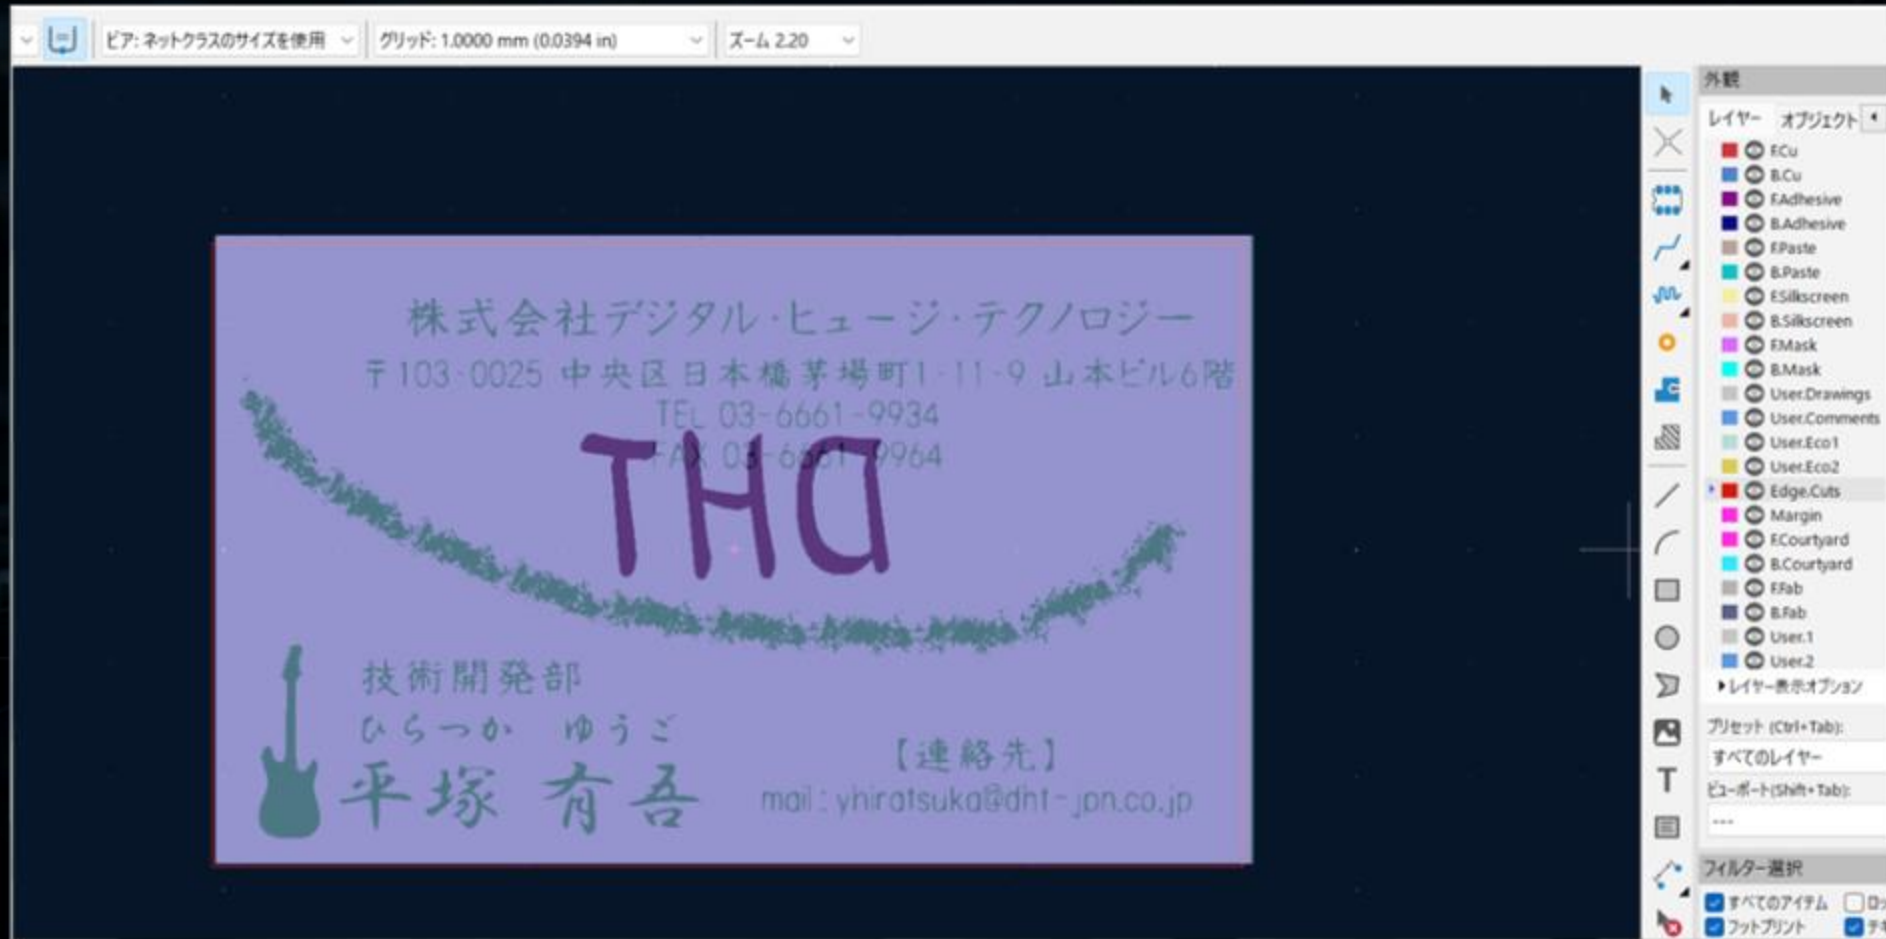 ビア: ネットクラスのサイズを使用
グリッド: 1.0000 mm (0.0394 in)
ズーム 2.20
株式会社デジタル・ヒュージ・テクノロジー
〒103-0025 中央区日本橋茅場町1-11-9 山本ビル6階
TEL 03-6661-9934
FAX 03-6661-9964
DHT
技術開発部
ひらつか ゆうご
平塚 有吾
【連絡先】
mail:yhiratsuka@dht-jpn.co.jp
外観
レイヤー オブジェクト
F.Cu
B.Cu
F.Adhesive
B.Adhesive
F.Paste
B.Paste
F.Silkscreen
B.Silkscreen
F.Mask
B.Mask
User.Drawings
User.Comments
User.Eco1
User.Eco2
Edge.Cuts
Margin
F.Courtyard
B.Courtyard
F.Fab
B.Fab
User.1
User.2
レイヤー表示オプション
プリセット (Ctrl+Tab):
すべてのレイヤー
ビューポート(Shift+Tab):
---
フィルター選択
すべてのアイテム
フットプリント